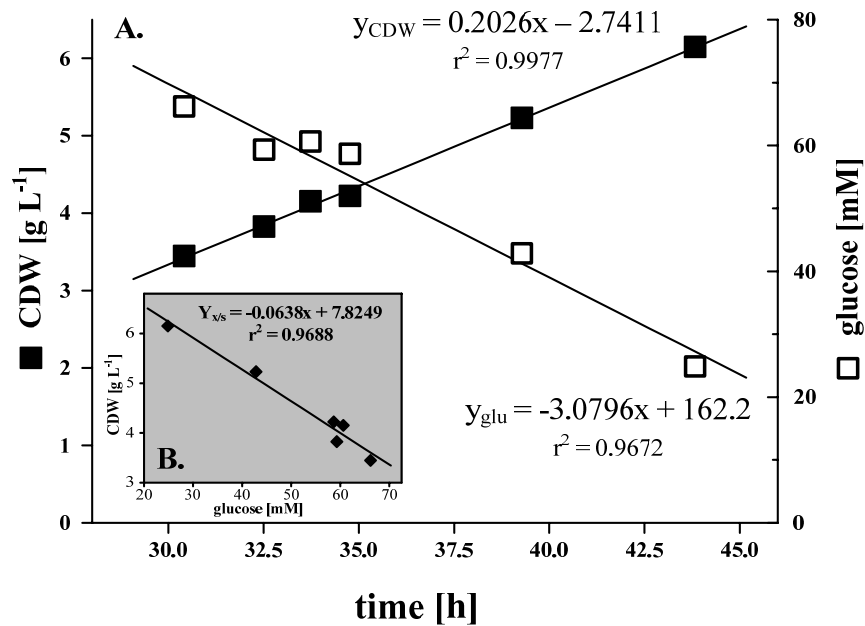 A.
y_CDW = 0.2026x – 2.7411
r² = 0.9977
CDW [g L⁻¹]
6
5
4
3
2
1
0
80
60
40
20
0
glucose [mM]
Y_x/s = -0.0638x + 7.8249
r² = 0.9688
CDW [g L⁻¹]
6
5
4
3
B.
20 30 40 50 60 70
glucose [mM]
y_glu = -3.0796x + 162.2
r² = 0.9672
30.0 32.5 35.0 37.5 40.0 42.5 45.0
time [h]